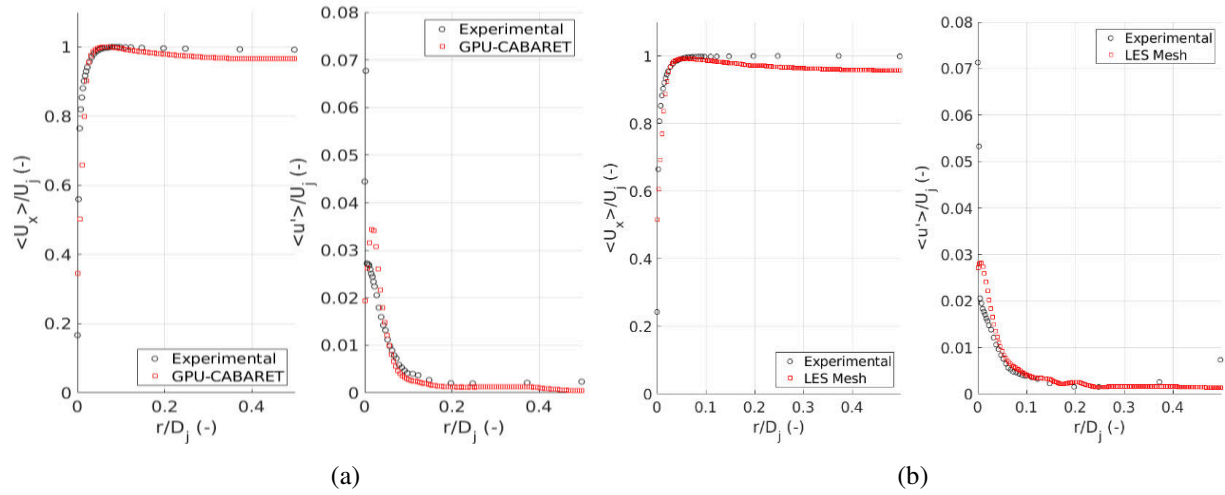 <U_x>/U_j (-)
1
0.8
0.6
0.4
0.2
0
0
0.2
0.4
r/D_j (-)
Experimental
GPU-CABARET
<u'>/U_j (-)
0.08
0.07
0.06
0.05
0.04
0.03
0.02
0.01
0
0
0.2
0.4
r/D_j (-)
Experimental
GPU-CABARET
(a)
<U_x>/U_j (-)
1
0.8
0.6
0.4
0.2
0
0
0.1
0.2
0.3
0.4
r/D_j (-)
Experimental
LES Mesh
<u'>/U_j (-)
0.08
0.07
0.06
0.05
0.04
0.03
0.02
0.01
0
0
0.1
0.2
0.3
0.4
r/D_j (-)
Experimental
LES Mesh
(b)